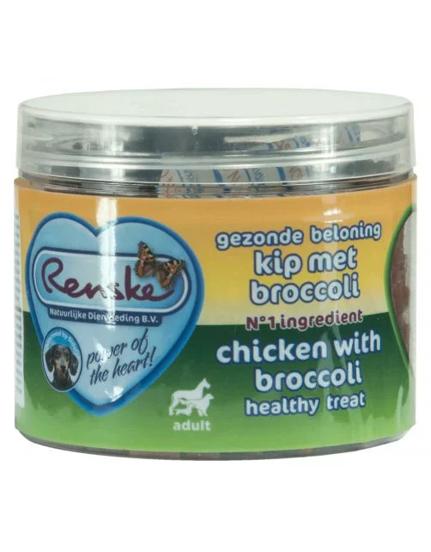 Renske
Natuurlijke Diervoeding B.V.
power of
the heart!
gezonde beloning
kip met
broccoli
N°1 ingredient
chicken with
broccoli
healthy treat
adult